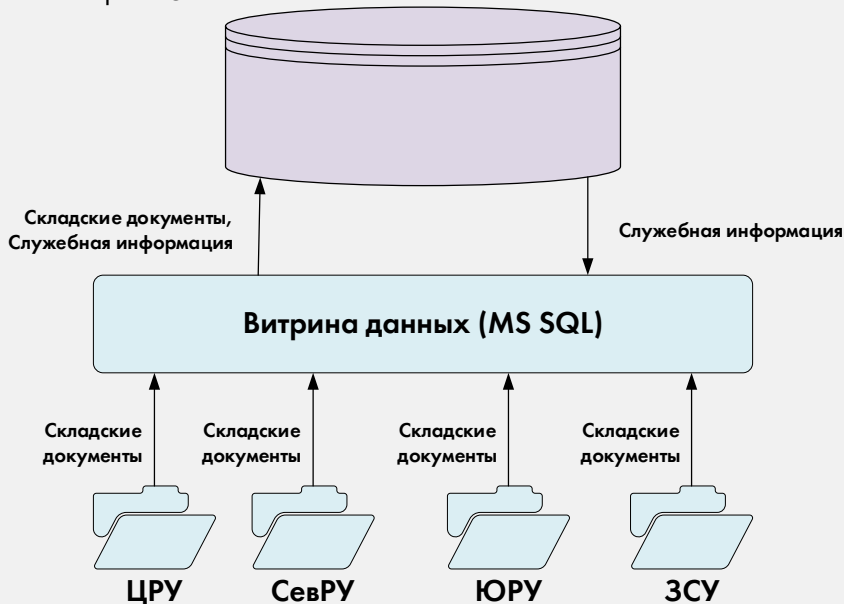 Складские документы,
Служебная информация
Служебная информация
Витрина данных (MS SQL)
Складские
документы
Складские
документы
Складские
документы
Складские
документы
ЦРУ
СевРУ
ЮРУ
ЗСУ